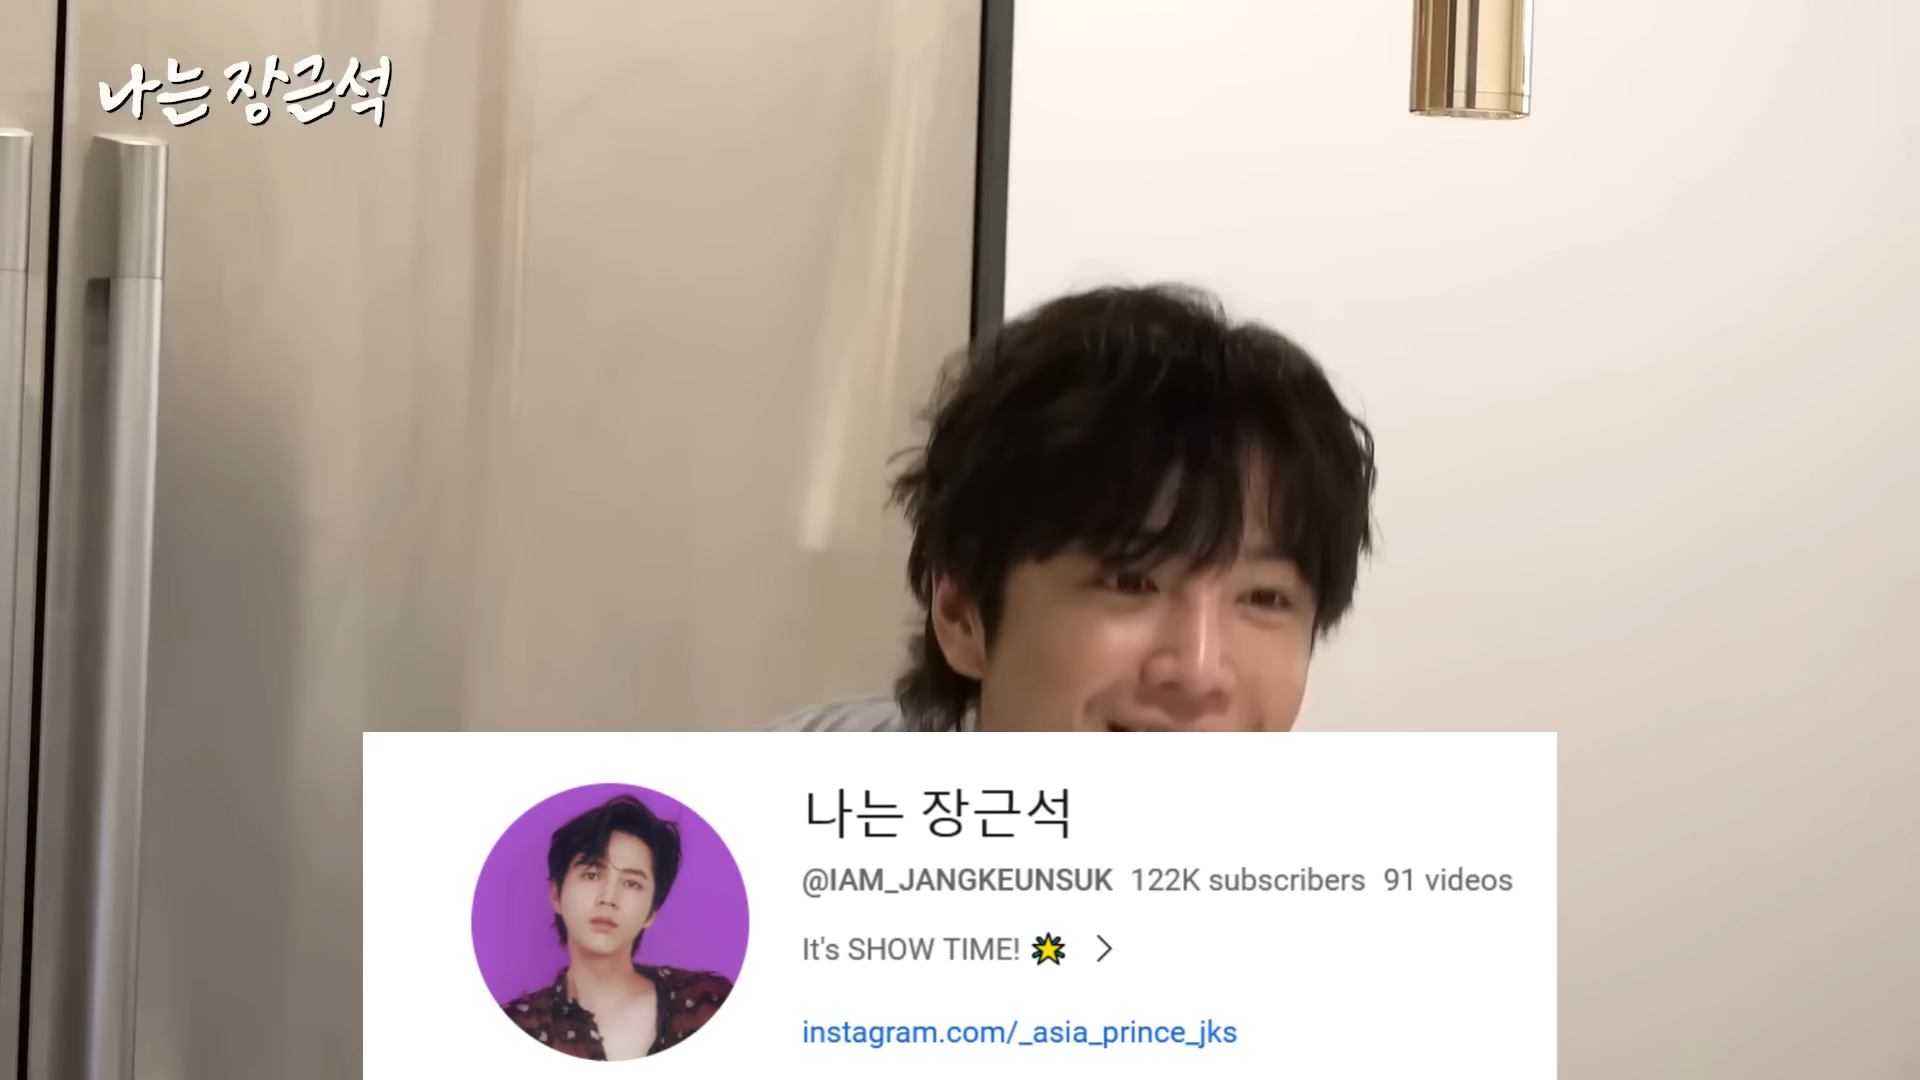 나는 장근석
나는 장근석
@IAM_JANGKEUNSUK 122K subscribers 91 videos
It's SHOW TIME! 🌟 >
instagram.com/_asia_prince_jks